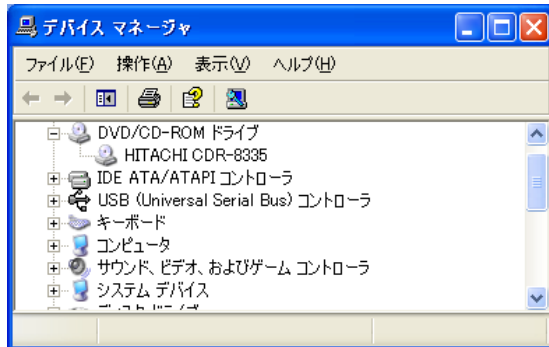 デバイス マネージャ
ファイル(F) 操作(A) 表示(V) ヘルプ(H)
DVD/CD-ROM ドライブ
HITACHI CDR-8335
IDE ATA/ATAPI コントローラ
USB (Universal Serial Bus) コントローラ
キーボード
コンピュータ
サウンド、ビデオ、およびゲーム コントローラ
システム デバイス